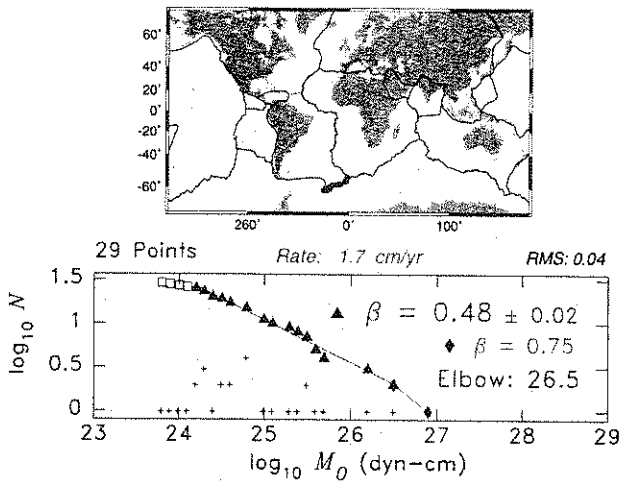 60°
40°
20°
0°
-20°
-40°
-60°
260° 0° 100°
29 Points Rate: 1.7 cm/yr RMS: 0.04
1.5
1
0.5
0
log10 N
▲ β = 0.48 ± 0.02
♦ β = 0.75
Elbow: 26.5
23 24 25 26 27 28 29
log10 M0 (dyn-cm)